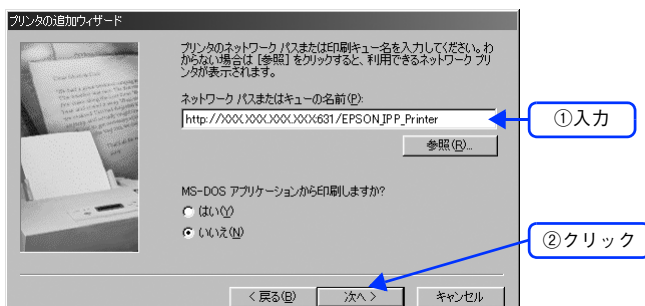 プリンタの追加ウィザード
プリンタのネットワーク パスまたは印刷キュー名を入力してください。わ
からない場合は [参照] をクリックすると、利用できるネットワーク プリ
ンタが表示されます。
ネットワーク パスまたはキューの名前(P):
http://XXX.XXX.XXX.XXX:631/EPSON_IPP_Printer
①入力
参照(R)...
MS-DOS アプリケーションから印刷しますか?
はい(Y)
いいえ(N)
②クリック
< 戻る(B)
次へ >
キャンセル